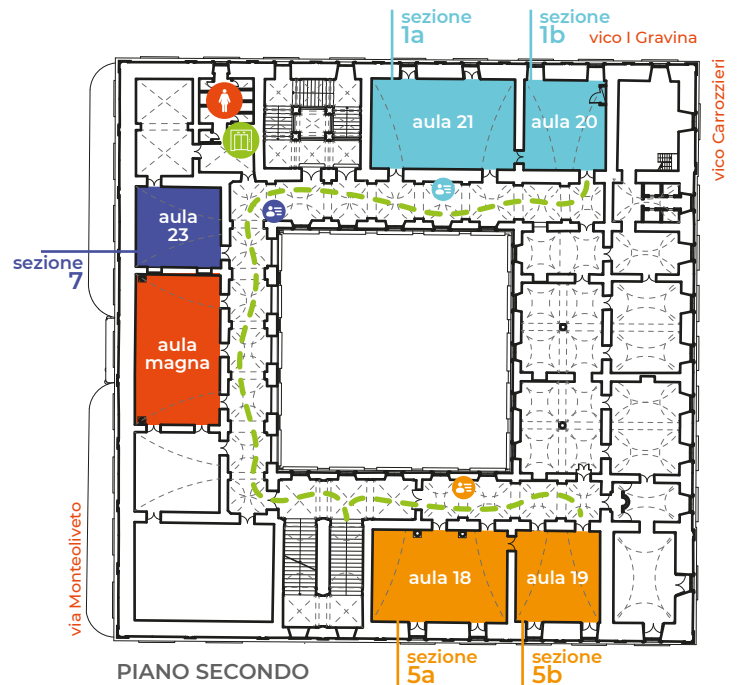 sezione
1a
sezione
1b
vico I Gravina
vico Carrozzieri
aula 21
aula 20
aula
23
sezione
7
aula
magna
via Monteoliveto
aula 18
aula 19
PIANO SECONDO
sezione
5a
sezione
5b